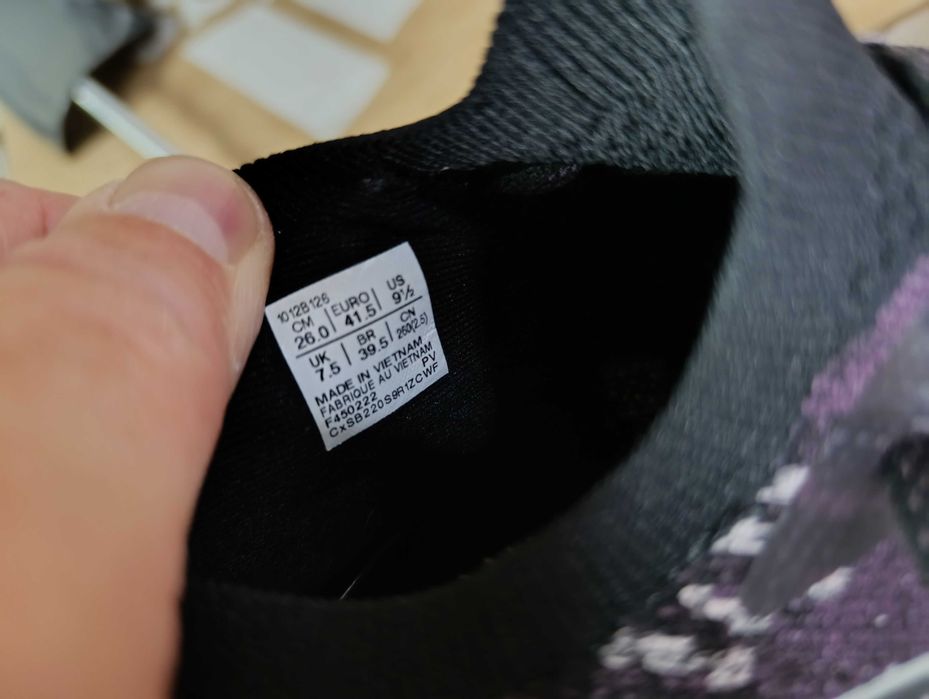 1012B126
CM | EURO | US
26.0 | 41.5 | 9½
UK | BR | CN
7.5 | 39.5 | 260(2.5)
MADE IN VIETNAM
FABRIQUE AU VIETNAM
F450222 PV
CxSB220S9R1ZCWF